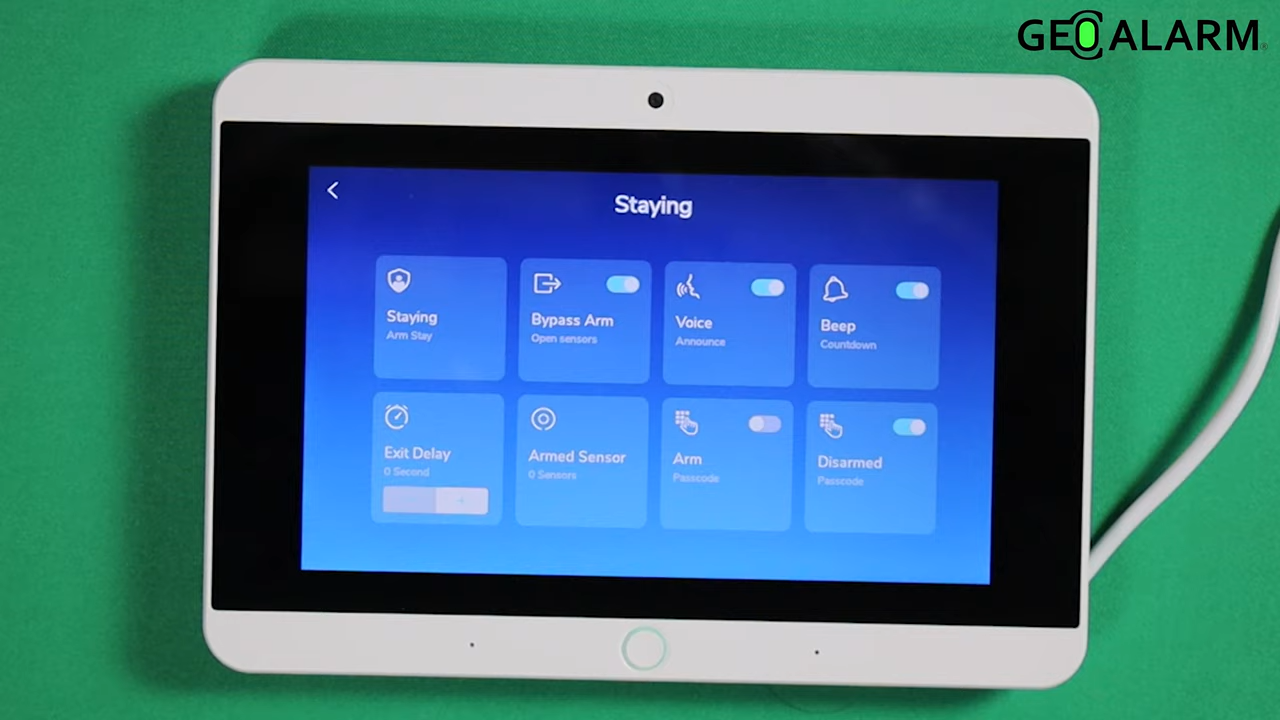 GEOALARM®
Staying
Staying
Arm Stay
Bypass Arm
Open sensors
Voice
Announce
Beep
Countdown
Exit Delay
0 Second
+
Armed Sensor
0 Sensors
Arm
Passcode
Disarmed
Passcode